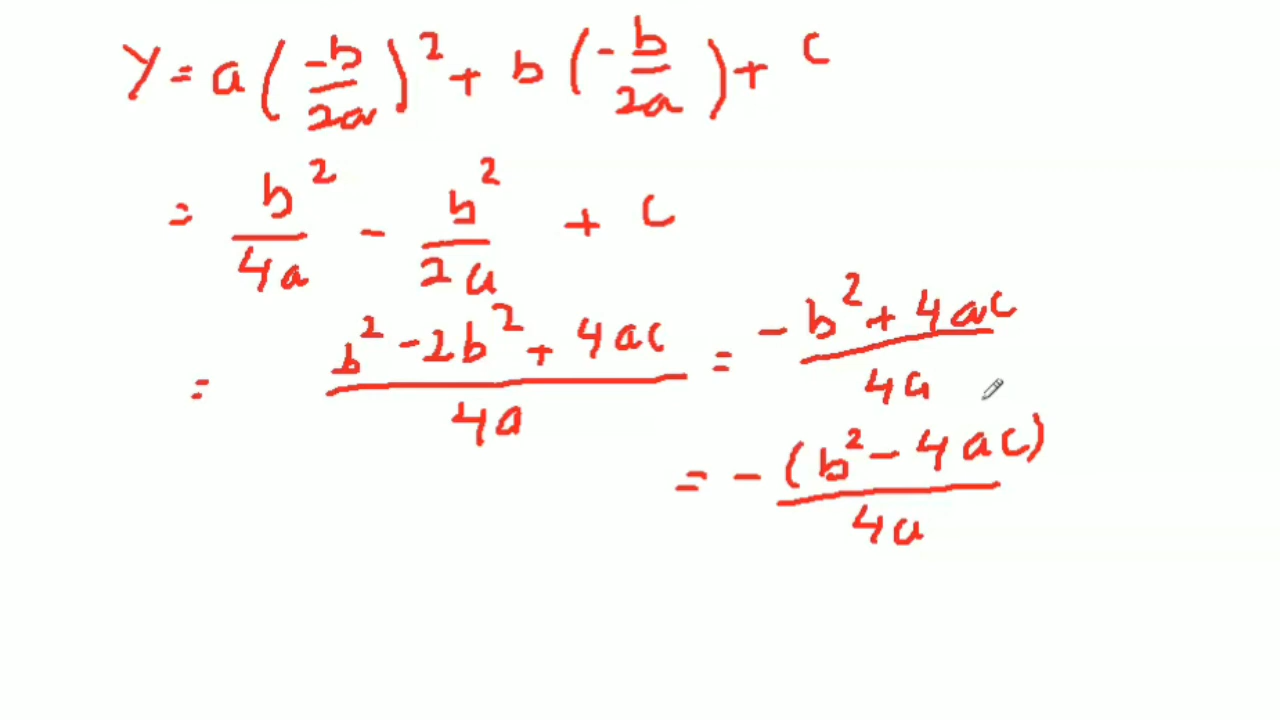 Y = a(-b/2a)² + b(-b/2a) + c
= b²/4a - b²/2a + c
= b² - 2b² + 4ac/4a = -b² + 4ac/4a
= -(b² - 4ac)/4a